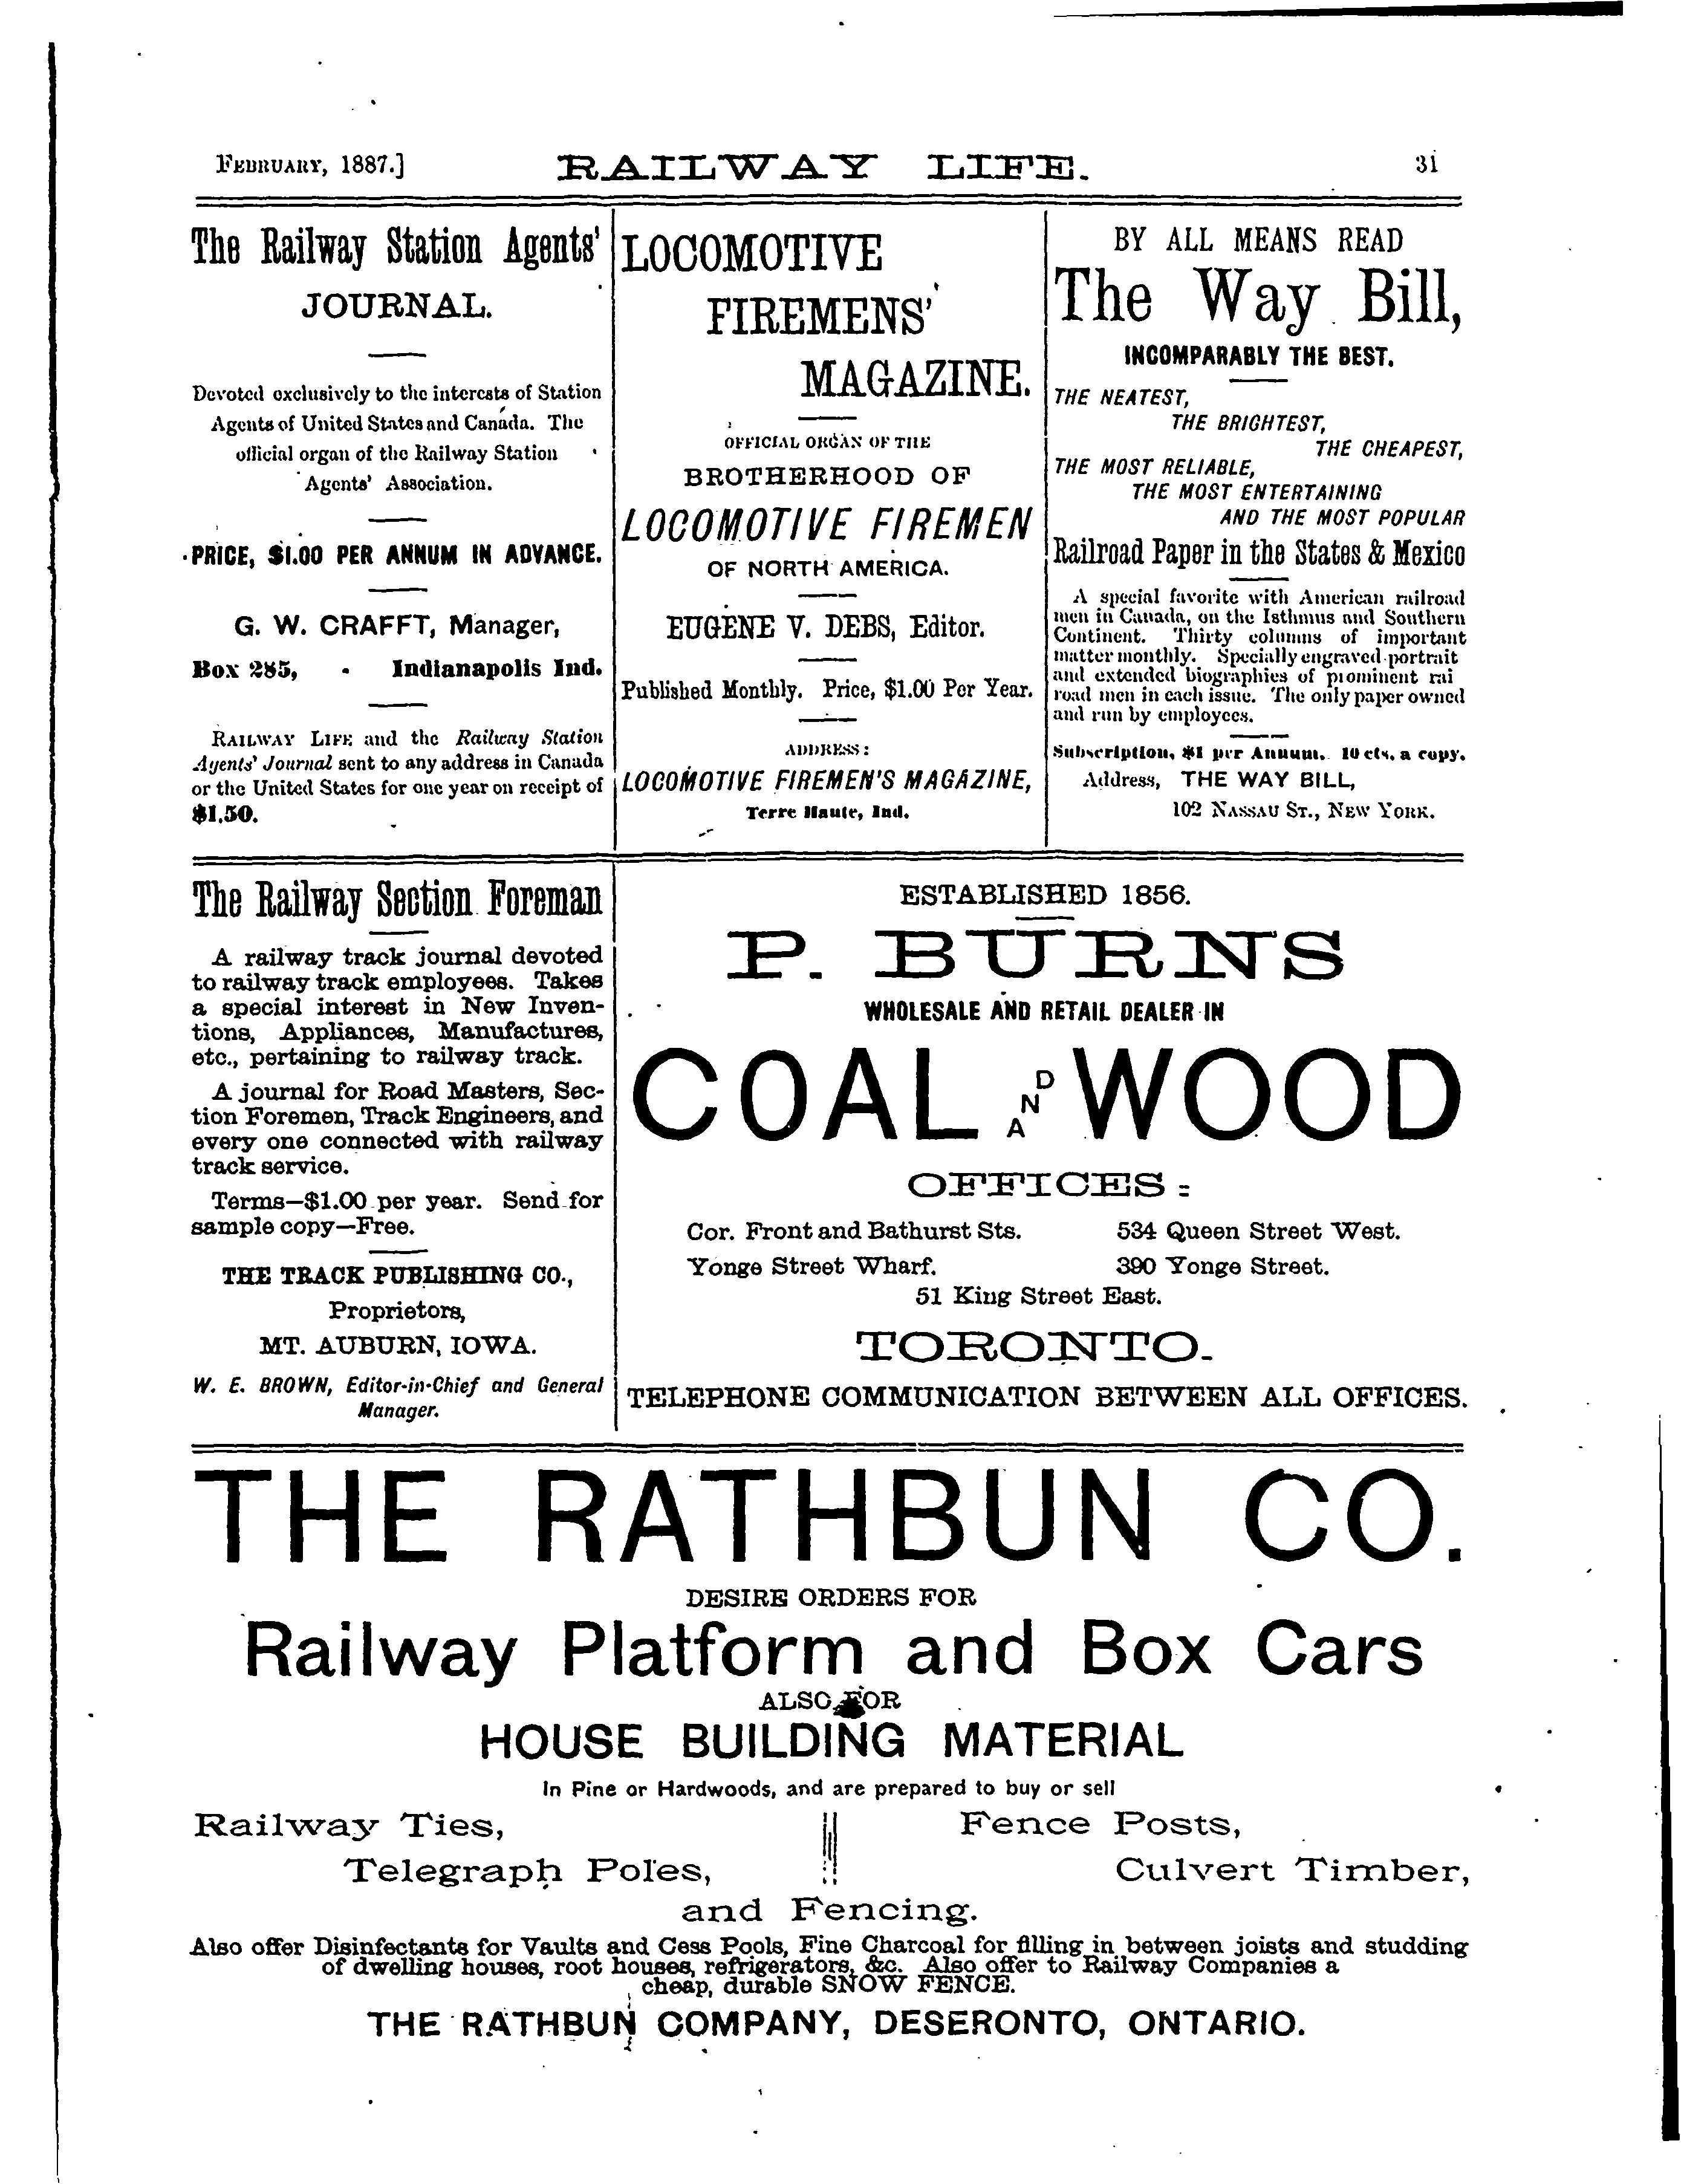 FEBRUARY, 1887.]
RAILWAY LIFE.
31
The Railway Station Agents'
JOURNAL.
Devoted exclusively to the interests of Station
Agents of United States and Canada. The
official organ of the Railway Station
Agents' Association.
PRICE, $1.00 PER ANNUM IN ADVANCE.
G. W. CRAFFT, Manager,
Box 285, - Indianapolis Ind.
RAILWAY LIFE and the Railway Station
Agents' Journal sent to any address in Canada
or the United States for one year on receipt of
$1.50.
LOCOMOTIVE
FIREMENS'
MAGAZINE.
OFFICIAL ORGAN OF THE
BROTHERHOOD OF
LOCOMOTIVE FIREMEN
OF NORTH AMERICA.
EUGENE V. DEBS, Editor.
Published Monthly. Price, $1.00 Per Year.
ADDRESS:
LOCOMOTIVE FIREMEN'S MAGAZINE,
Terre Haute, Ind.
BY ALL MEANS READ
The Way Bill,
INCOMPARABLY THE BEST.
THE NEATEST,
THE BRIGHTEST,
THE CHEAPEST,
THE MOST RELIABLE,
THE MOST ENTERTAINING
AND THE MOST POPULAR
Railroad Paper in the States & Mexico
A special favorite with American railroad
men in Canada, on the Isthmus and Southern
Continent. Thirty columns of important
matter monthly. Specially engraved portrait
and extended biographies of prominent rai
road men in each issue. The only paper owned
and run by employees.
Subscription, $1 per Annum. 10 cts. a copy.
Address, THE WAY BILL,
102 NASSAU ST., NEW YORK.
The Railway Section Foreman
A railway track journal devoted
to railway track employees. Takes
a special interest in New Inven-
tions, Appliances, Manufactures,
etc., pertaining to railway track.
A journal for Road Masters, Sec-
tion Foremen, Track Engineers, and
every one connected with railway
track service.
Terms—$1.00 per year. Send for
sample copy—Free.
THE TRACK PUBLISHING CO.,
Proprietors,
MT. AUBURN, IOWA.
W. E. BROWN, Editor-in-Chief and General
Manager.
ESTABLISHED 1856.
P. BURNS
WHOLESALE AND RETAIL DEALER IN
COAL AND WOOD
OFFICES:
Cor. Front and Bathurst Sts. 534 Queen Street West.
Yonge Street Wharf. 390 Yonge Street.
51 King Street East.
TORONTO.
TELEPHONE COMMUNICATION BETWEEN ALL OFFICES.
THE RATHBUN CO.
DESIRE ORDERS FOR
Railway Platform and Box Cars
ALSO FOR
HOUSE BUILDING MATERIAL
In Pine or Hardwoods, and are prepared to buy or sell
Railway Ties, Fence Posts,
Telegraph Poles, Culvert Timber,
and Fencing.
Also offer Disinfectants for Vaults and Cess Pools, Fine Charcoal for filling in between joists and studding
of dwelling houses, root houses, refrigerators, &c. Also offer to Railway Companies a
cheap, durable SNOW FENCE.
THE RATHBUN COMPANY, DESERONTO, ONTARIO.